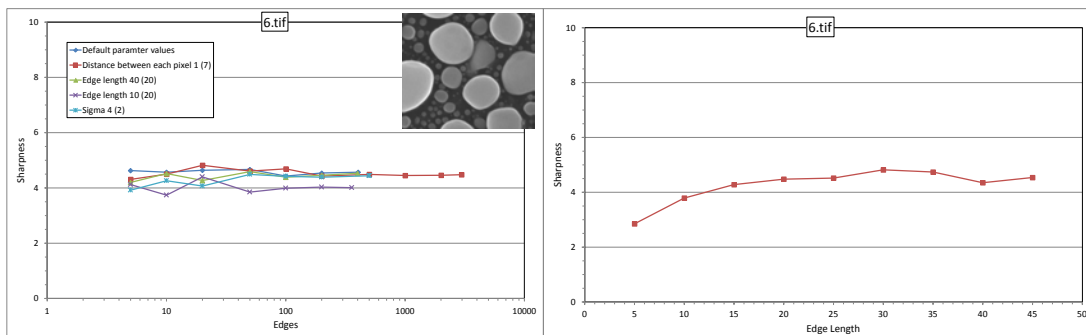 6.tif
10
8
6
4
2
0
Sharpness
Default paramter values
Distance between each pixel 1 (7)
Edge length 40 (20)
Edge length 10 (20)
Sigma 4 (2)
1 10 100 1000 10000
Edges
6.tif
10
8
6
4
2
0
Sharpness
0 5 10 15 20 25 30 35 40 45 50
Edge Length